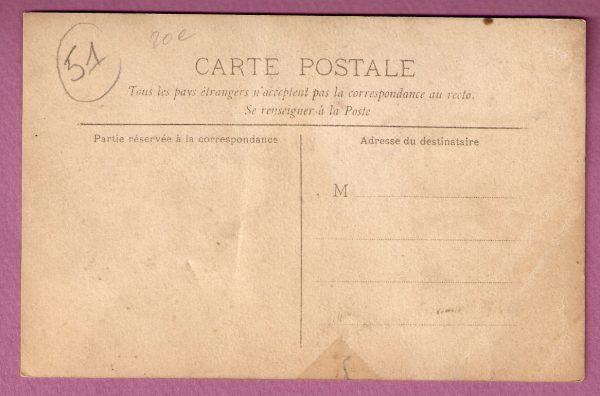 51
20e
CARTE POSTALE
Tous les pays étrangers n'acceptent pas la correspondance au recto.
Se renseigner à la Poste
Partie réservée à la correspondance
Adresse du destinataire
M